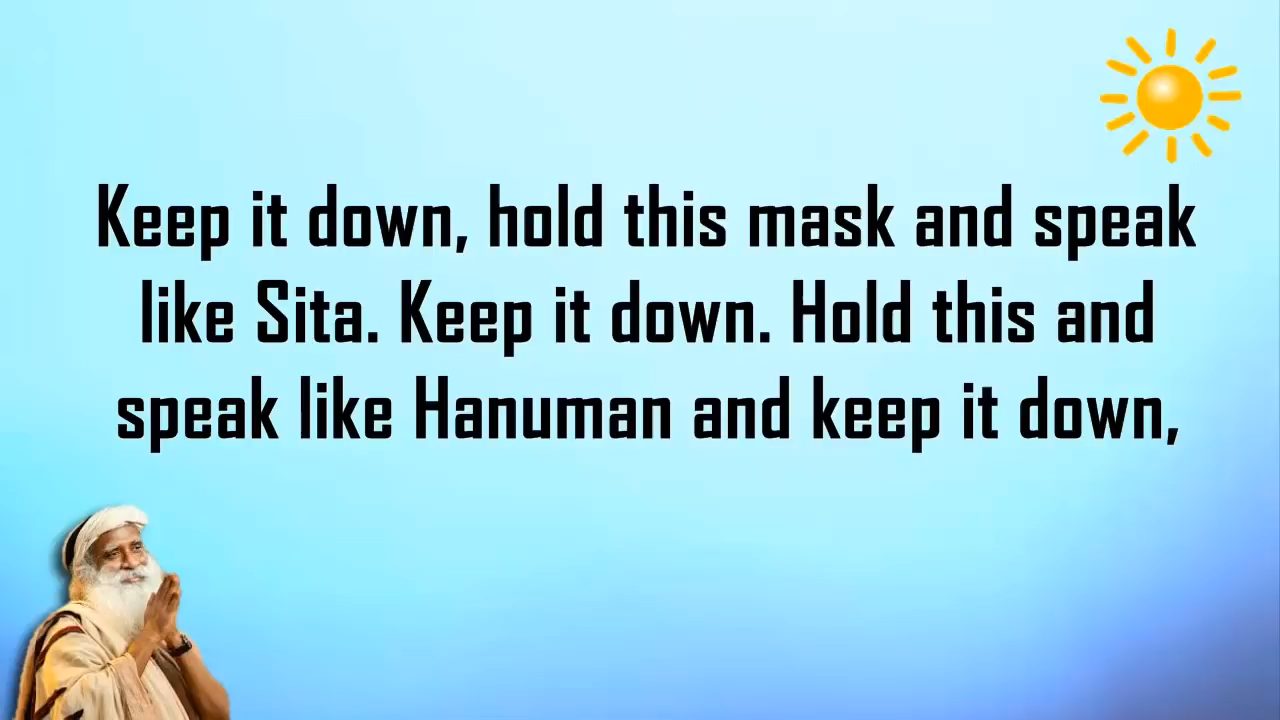 Keep it down, hold this mask and speak
like Sita. Keep it down. Hold this and
speak like Hanuman and keep it down,